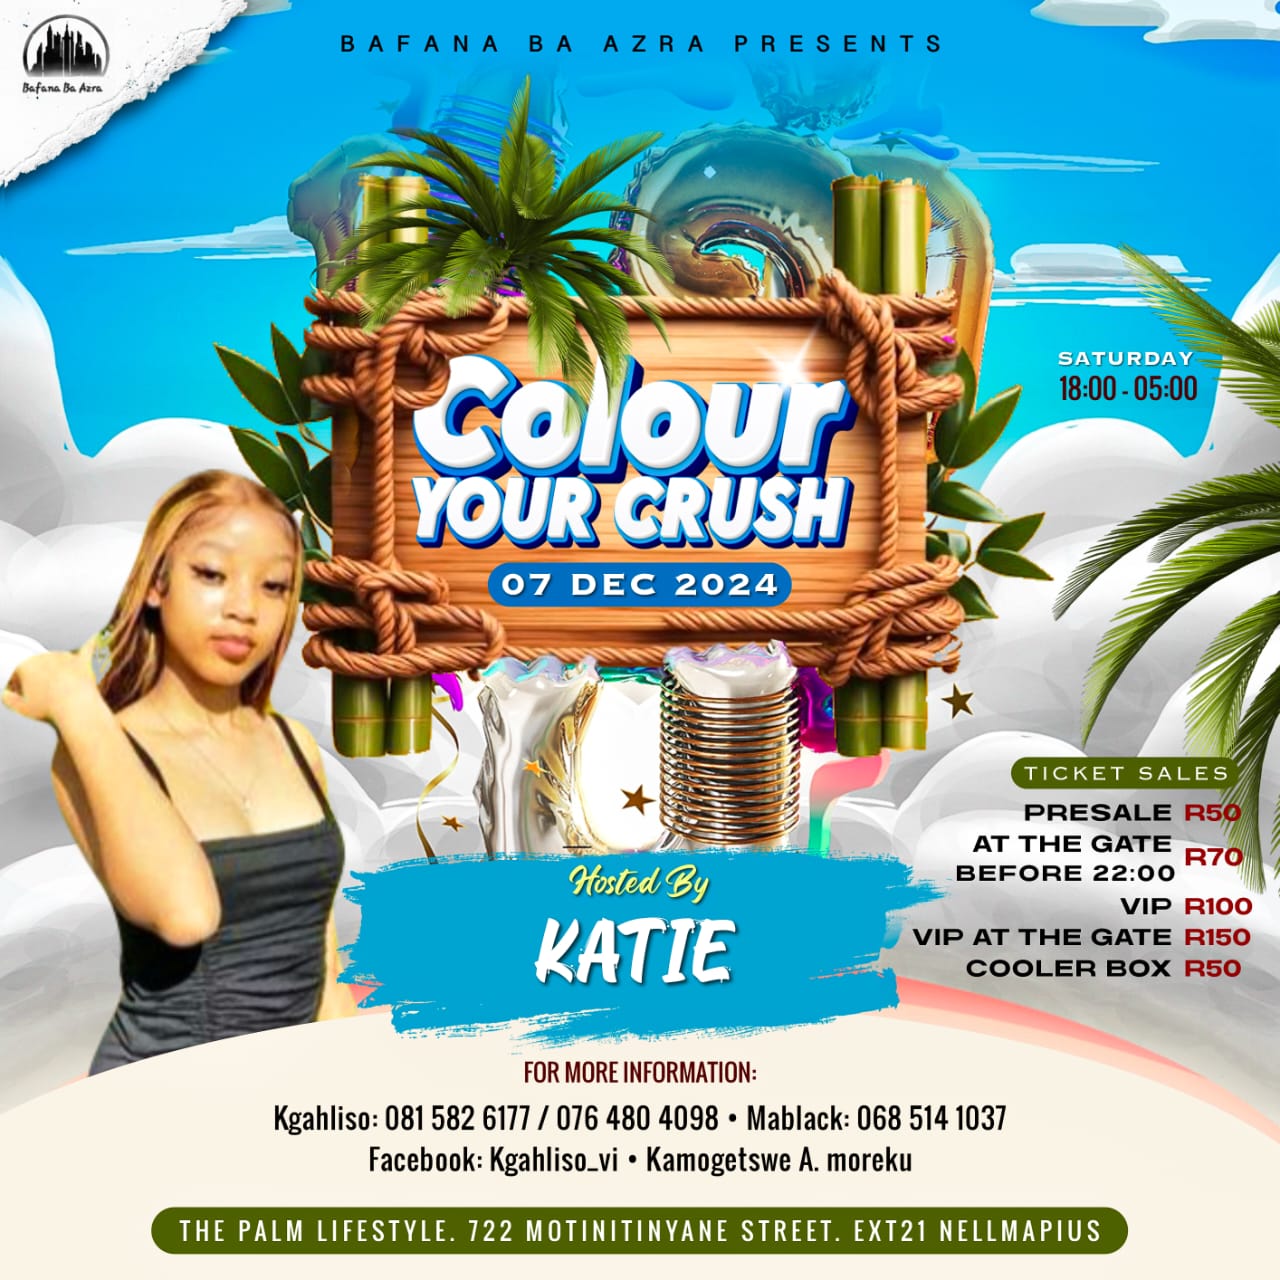 Bafana Ba Azra
BAFANA BA AZRA PRESENTS
SATURDAY
18:00 - 05:00
Colour
YOUR CRUSH
07 DEC 2024
TICKET SALES
PRESALE R50
AT THE GATE
BEFORE 22:00 R70
VIP R100
VIP AT THE GATE R150
COOLER BOX R50
Hosted By
KATIE
FOR MORE INFORMATION:
Kgahliso: 081 582 6177 / 076 480 4098 • Mablack: 068 514 1037
Facebook: Kgahliso_vi • Kamogetswe A. moreku
THE PALM LIFESTYLE. 722 MOTINITINYANE STREET. EXT21 NELLMAPIUS